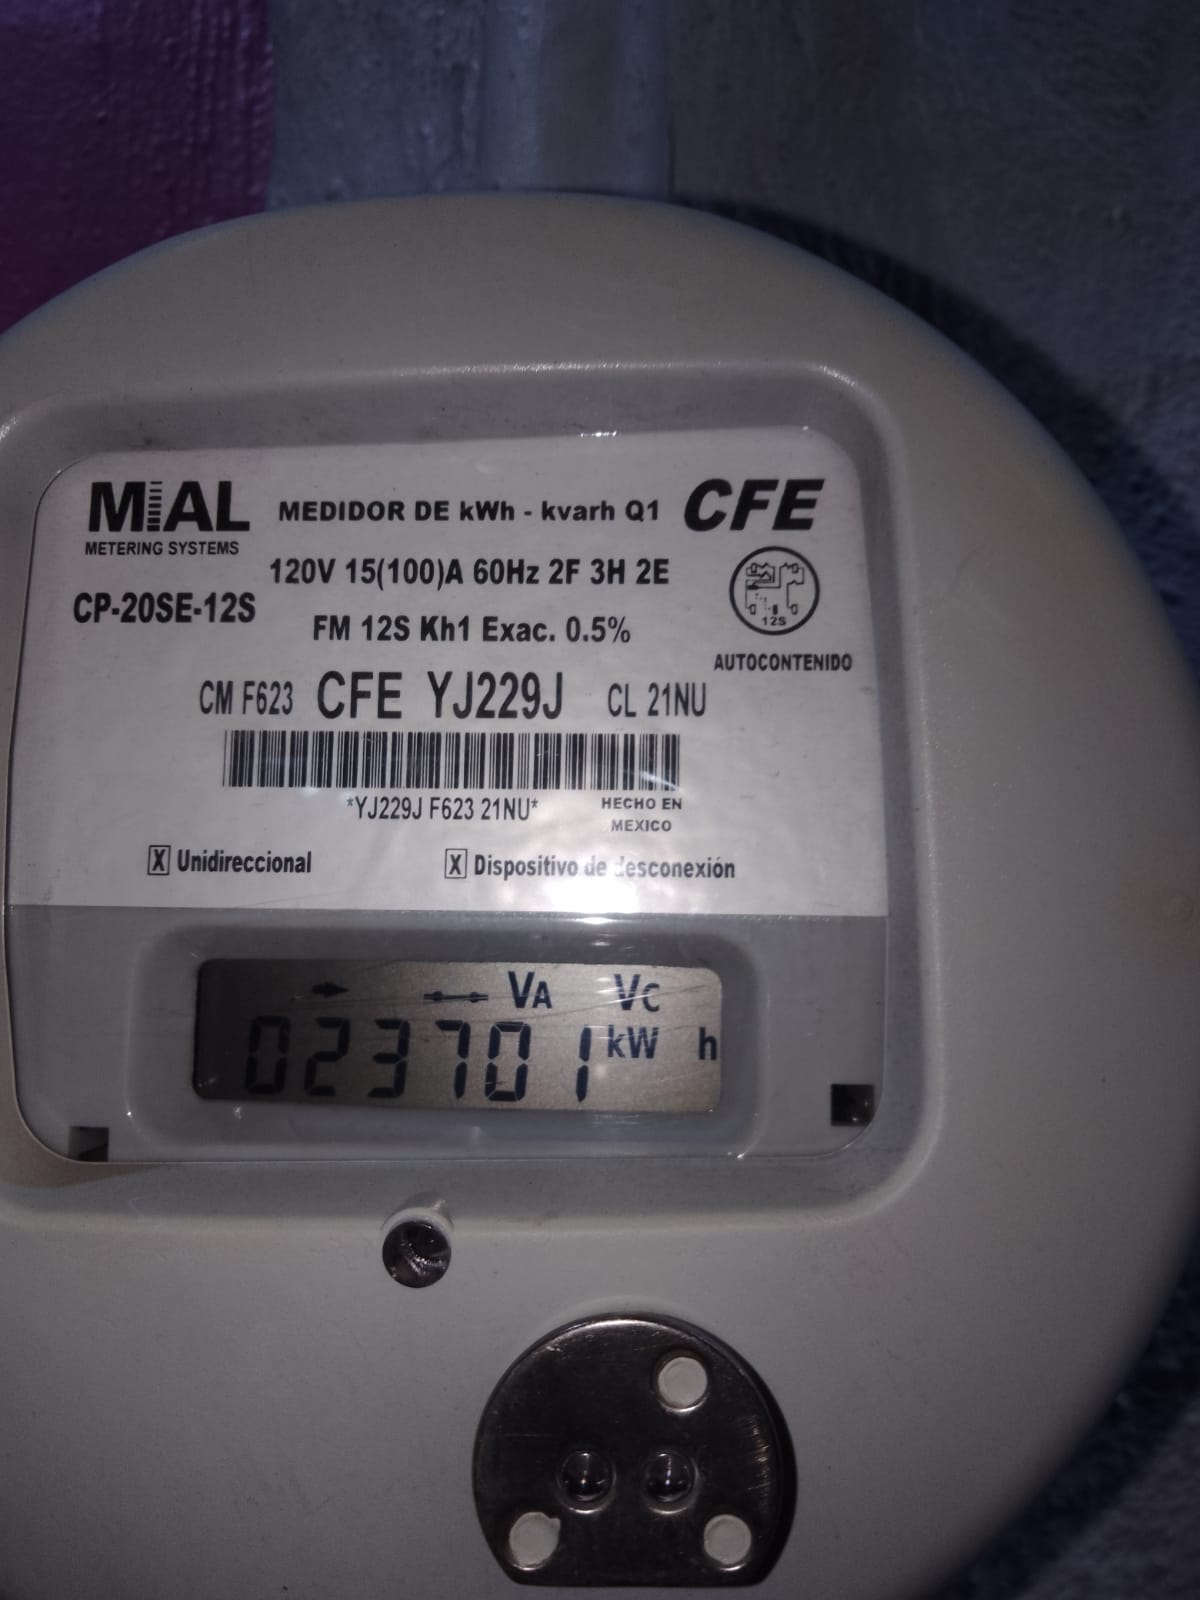 MIAL
METERING SYSTEMS
MEDIDOR DE kWh - kvarh Q1
CFE
120V 15(100)A 60Hz 2F 3H 2E
CP-20SE-12S
FM 12S Kh1 Exac. 0.5%
12S
AUTOCONTENIDO
CM F623 CFE YJ229J CL 21NU
*YJ229J F623 21NU*
HECHO EN
MEXICO
X Unidireccional
X Dispositivo de desconexión
VA VC
023701 kW h